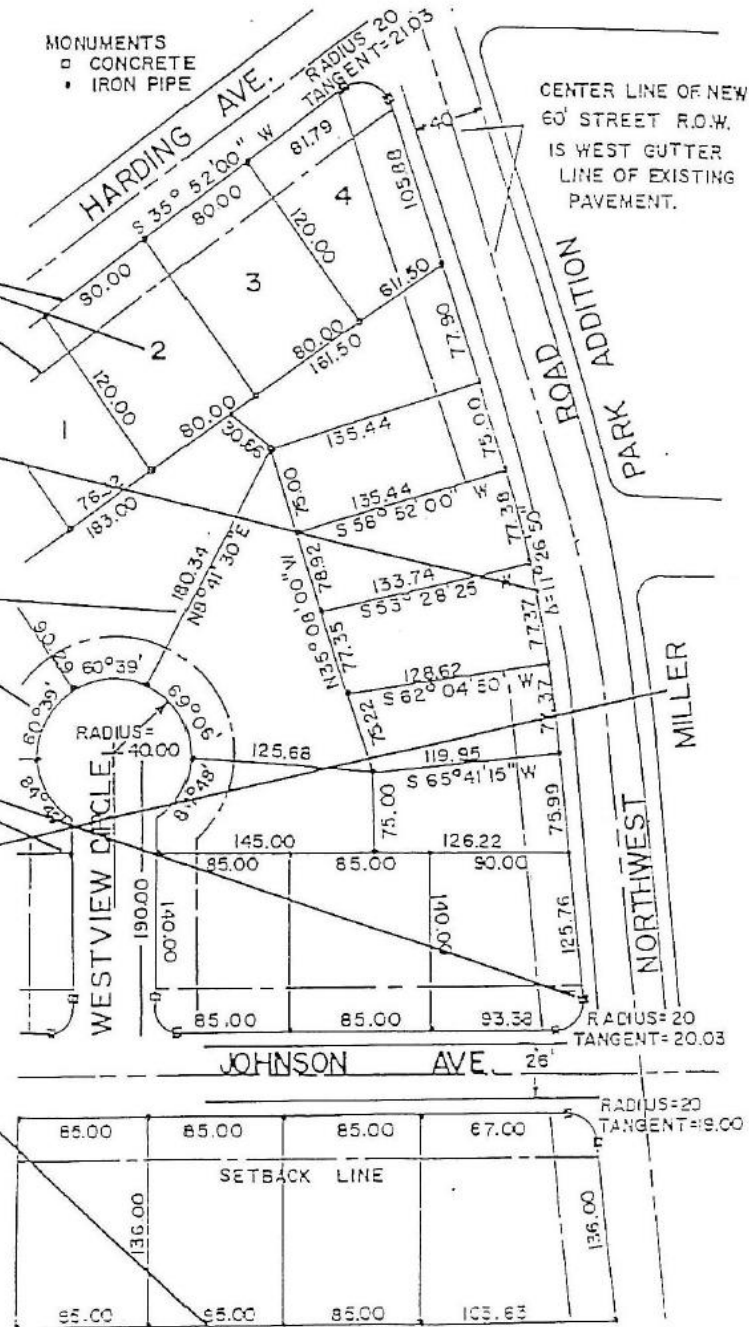 MONUMENTS
CONCRETE
IRON PIPE
HARDING AVE.
RADIUS 20
TANGENT=21.03
CENTER LINE OF NEW
60' STREET R.O.W.
IS WEST GUTTER
LINE OF EXISTING
PAVEMENT.
40
S 35° 52' 00" W
81.79
80.00
80.00
120.00
4
105.88
3
611.50
80.00
161.50
77.90
2
120.00
1
80.00
30.66
135.44
75.00
76.
183.00
75.00
135.44
S 58° 52' 00" W
77.38
Δ=11° 26' 50"
180.34
N8° 41' 30" E
78.92
N35° 08' 00" W
133.74
S 53° 28' 25" W
77.37
77.35
128.62
S 62° 04' 50" W
77.37
75.22
60° 39'
60° 39'
90.69
RADIUS=
40.00
125.68
119.95
S 65° 41' 15" W
75.00
75.99
145.00
126.22
85.00
85.00
90.00
140.00
140.00
190.00
125.76
WESTVIEW CIRCLE
85.00
85.00
93.38
RADIUS=20
TANGENT=20.03
ROAD
PARK ADDITION
MILLER
NORTHWEST
JOHNSON AVE.
26'
RADIUS=20
TANGENT=19.00
85.00
85.00
85.00
67.00
SETBACK LINE
136.00
136.00
85.00
103.63